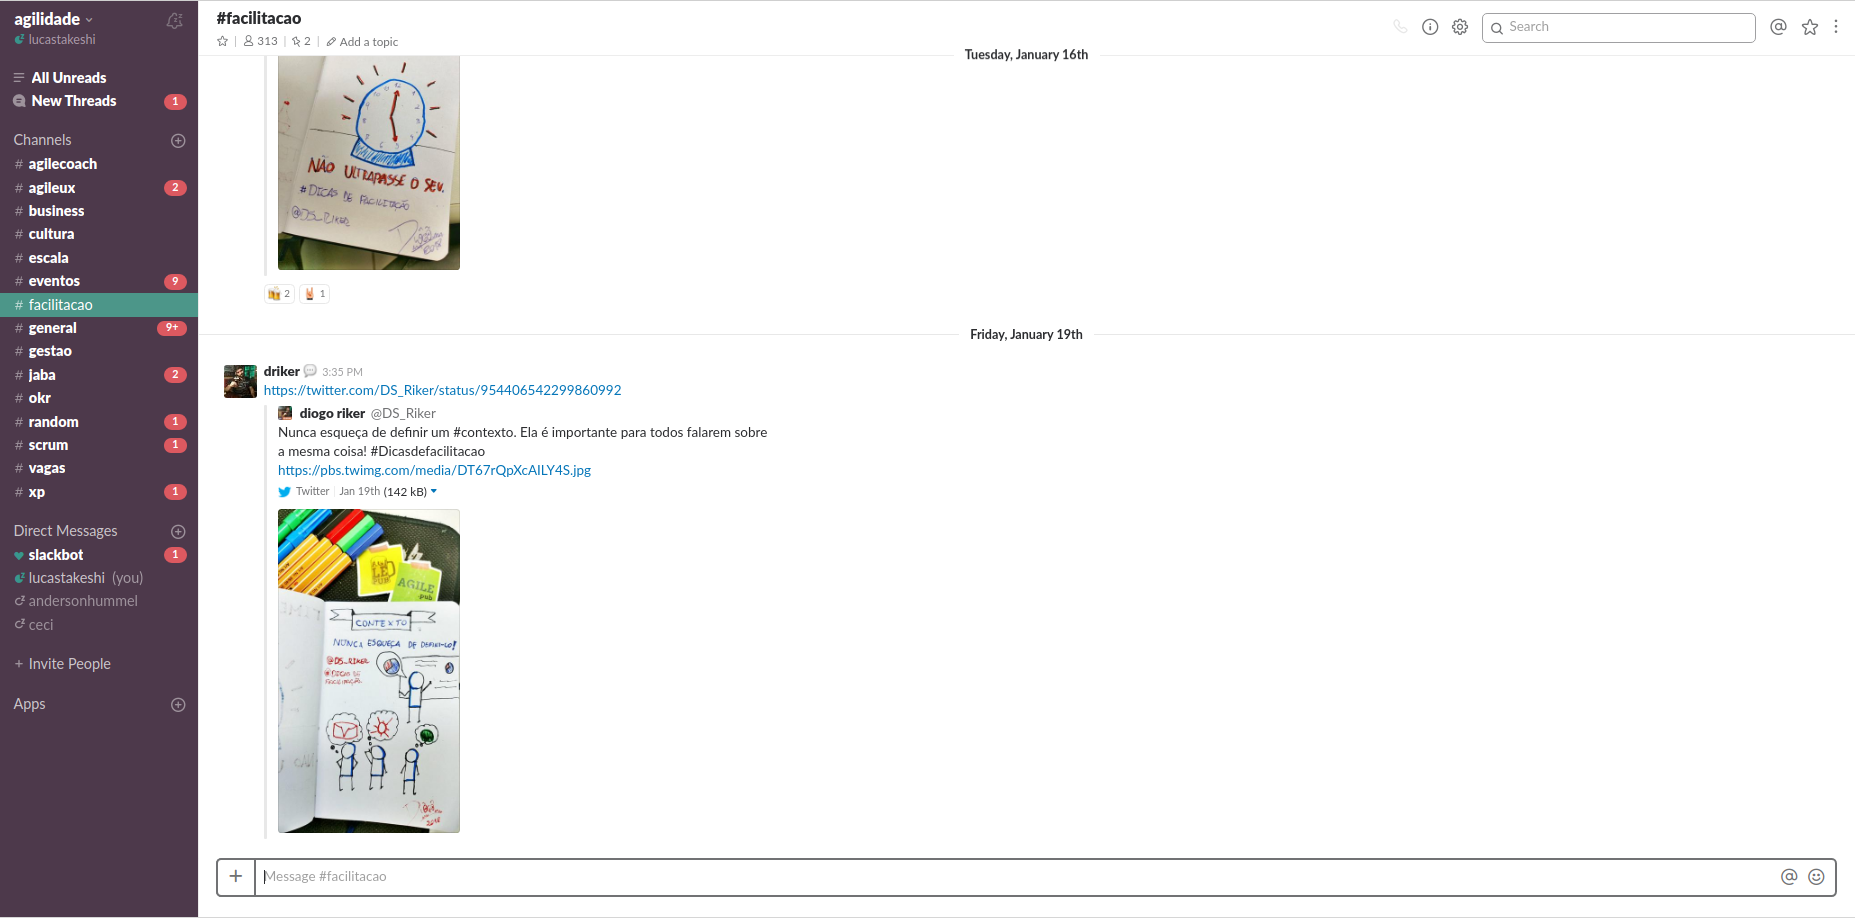 agilidade
lucastakeshi
All Unreads
New Threads 1
Channels
# agilecoach
# agileux 2
# business
# cultura
# escala
# eventos 9
# facilitacao
# general 9+
# gestao
# jaba 2
# okr
# random 1
# scrum 1
# vagas
# xp 1
Direct Messages
slackbot 1
lucastakeshi (you)
andersonhummel
ceci
+ Invite People
Apps
#facilitacao
313 | 2 | Add a topic
Search
Tuesday, January 16th
12
NÃO ULTRAPASSE O SEU.
#DICAS DE FACILITAÇÃO
@DS_RIKER
2 1
Friday, January 19th
driker 3:35 PM
https://twitter.com/DS_Riker/status/954406542299860992
diogo riker @DS_Riker
Nunca esqueça de definir um #contexto. Ela é importante para todos falarem sobre
a mesma coisa! #Dicasdefacilitacao
https://pbs.twimg.com/media/DT67rQpXcAILY4S.jpg
Twitter | Jan 19th (142 kB)
AGILE
pub
CONTEXTO
NUNCA ESQUEÇA DE DEFINI-LO!
@DS_RIKER
#DICAS DE
FACILITAÇÃO
2018
+ Message #facilitacao